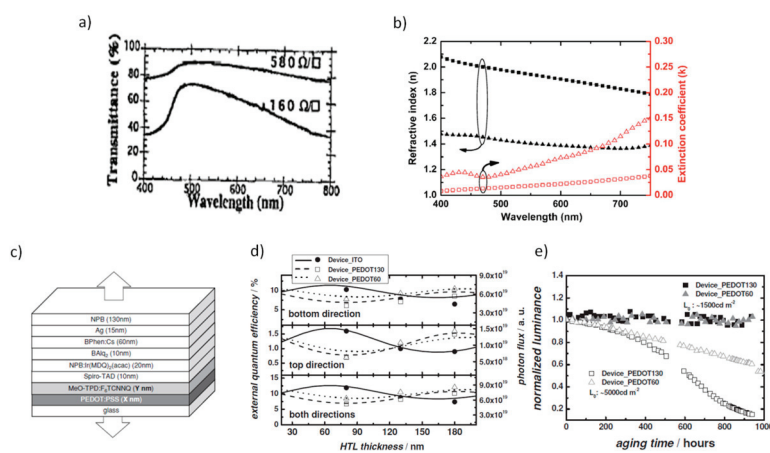 a)
Transmittance (%)
100
80
60
40
20
0
580 Ω/□
160 Ω/□
400
500
600
700
800
Wavelength (nm)
b)
Refractive index (n)
2.2
2.0
1.8
1.6
1.4
1.2
1.0
0.30
0.25
0.20
0.15
0.10
0.05
0.00
Extinction coefficient (k)
400
500
600
700
Wavelength (nm)
c)
NPB (130nm)
Ag (15nm)
BPhen:Cs (60nm)
BAlq₂ (10nm)
NPB:Ir(MDQ)₂(acac) (20nm)
Spiro-TAD (10nm)
MeO-TPD:F₄TCNNQ (Y nm)
PEDOT:PSS (X nm)
glass
d)
Device_ITO
Device_PEDOT130
Device_PEDOT60
external quantum efficiency / %
10
5
bottom direction
10
5
top direction
10
5
both directions
photon flux / a. u.
30
60
90
120
150
180
HTL thickness / nm
e)
normalized luminance
1.4
1.2
1.0
0.8
0.6
0.4
0.2
Device_PEDOT130
Device_PEDOT60
L₀: ~1500cd m⁻²
Device_PEDOT130
Device_PEDOT60
L₀: ~5000cd m⁻²
0
200
400
600
800
1000
aging time / hours